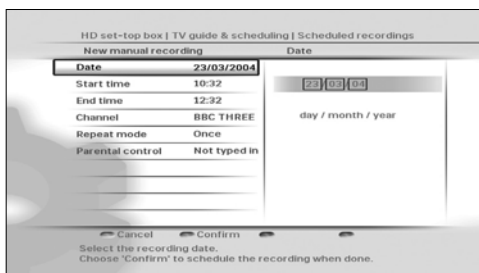 HD set-top box | TV guide & scheduling | Scheduled recordings
New manual recording Date
Date 23/03/2004
Start time 10:32
End time 12:32
Channel BBC THREE
Repeat mode Once
Parental control Not typed in
23/03/04
day / month / year
Cancel Confirm
Select the recording date.
Choose 'Confirm' to schedule the recording when done.